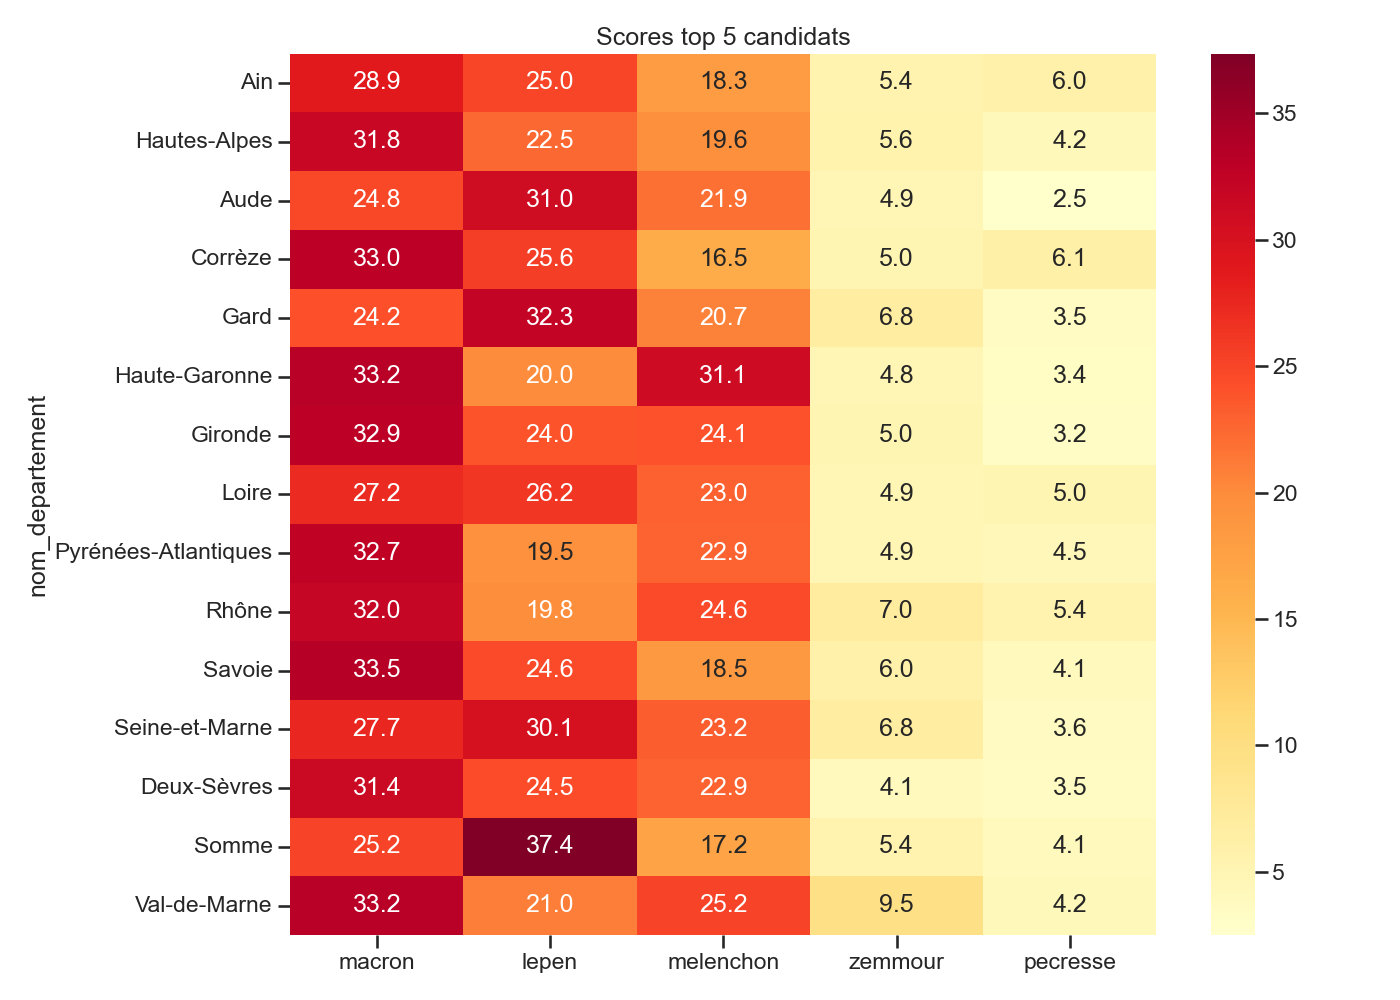 Scores top 5 candidats
nom_departement
Ain 28.9 25.0 18.3 5.4 6.0
Hautes-Alpes 31.8 22.5 19.6 5.6 4.2
Aude 24.8 31.0 21.9 4.9 2.5
Corrèze 33.0 25.6 16.5 5.0 6.1
Gard 24.2 32.3 20.7 6.8 3.5
Haute-Garonne 33.2 20.0 31.1 4.8 3.4
Gironde 32.9 24.0 24.1 5.0 3.2
Loire 27.2 26.2 23.0 4.9 5.0
Pyrénées-Atlantiques 32.7 19.5 22.9 4.9 4.5
Rhône 32.0 19.8 24.6 7.0 5.4
Savoie 33.5 24.6 18.5 6.0 4.1
Seine-et-Marne 27.7 30.1 23.2 6.8 3.6
Deux-Sèvres 31.4 24.5 22.9 4.1 3.5
Somme 25.2 37.4 17.2 5.4 4.1
Val-de-Marne 33.2 21.0 25.2 9.5 4.2
macron lepen melenchon zemmour pecresse
35
30
25
20
15
10
5